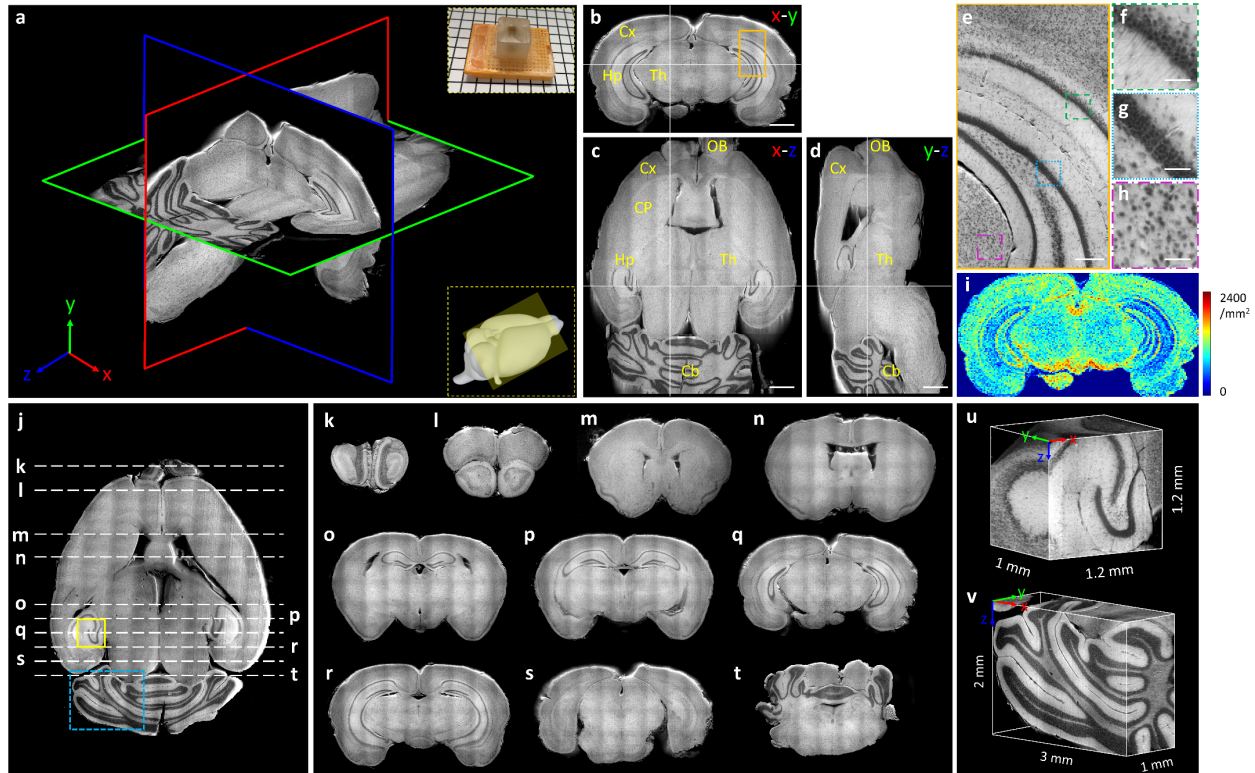 a
y
z
x
b
x-y
Cx
Hp
Th
c
x-z
OB
Cx
CP
Hp
Th
Cb
d
y-z
OB
Cx
Th
Cb
e
f
g
h
i
2400
/mm²
0
j
k
l
m
n
o
p
q
r
s
t
k
l
m
n
o
p
q
r
s
t
u
y
x
z
1.2 mm
1 mm
1.2 mm
v
y
x
z
2 mm
3 mm
1 mm